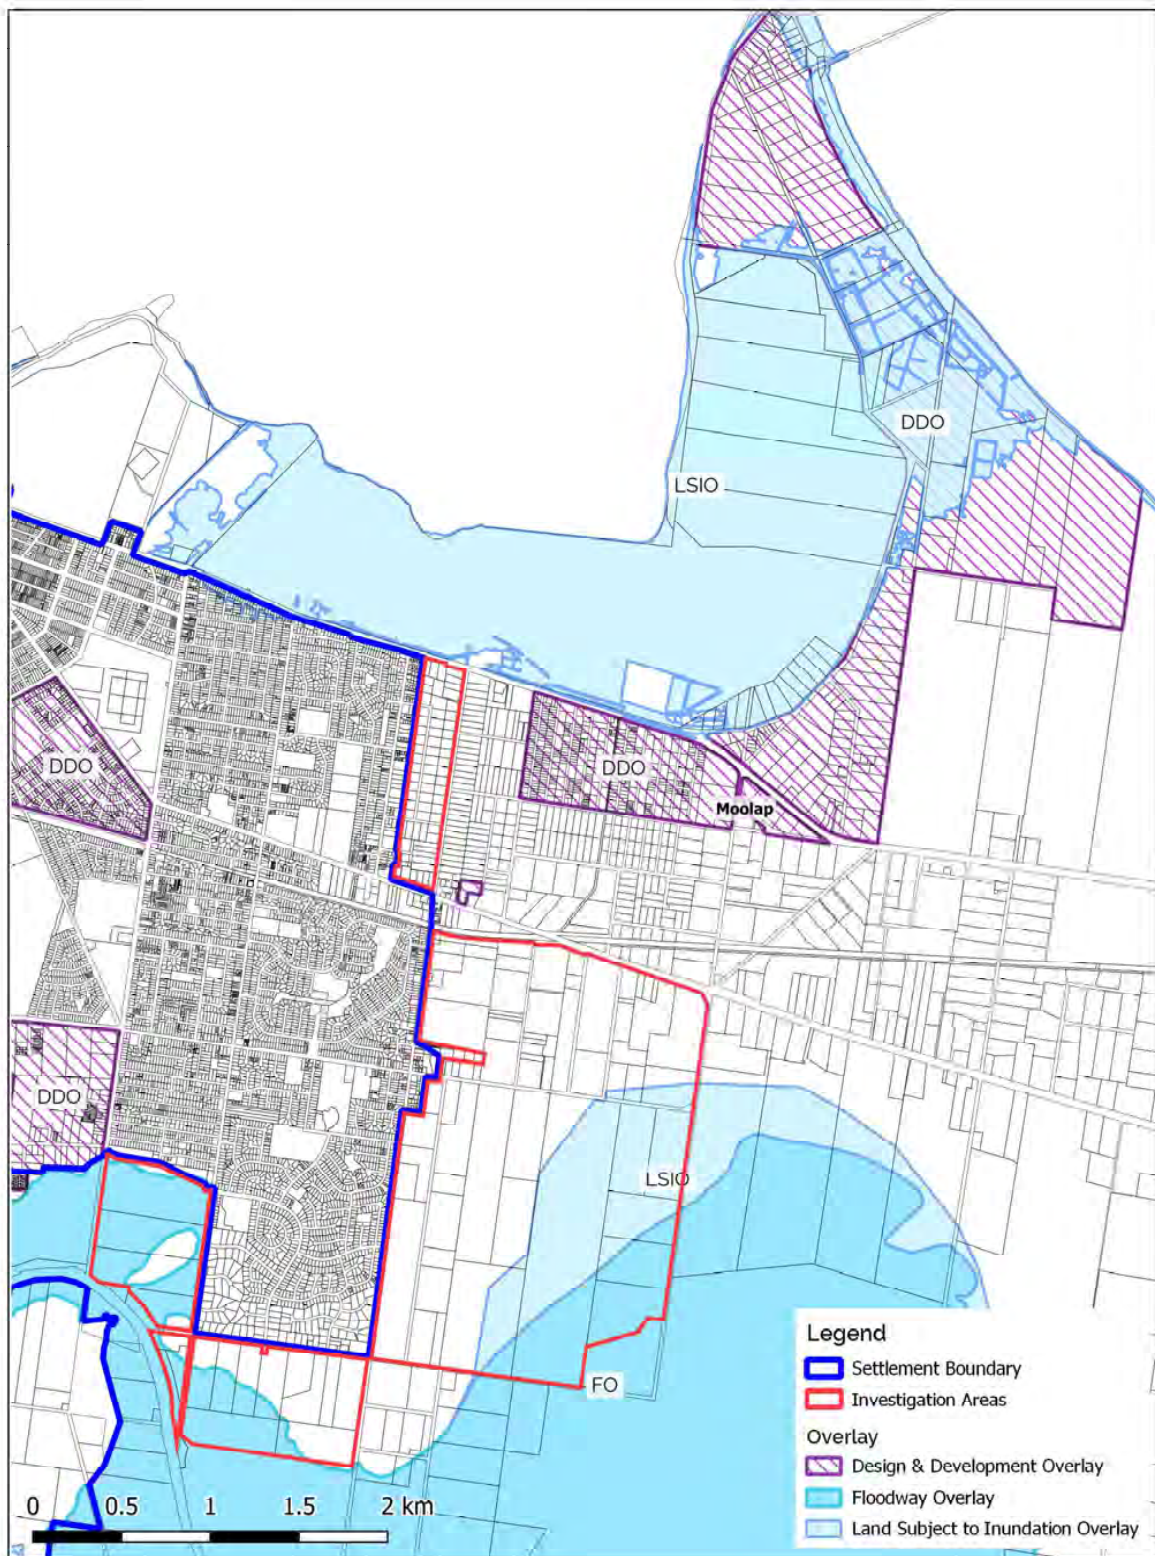 DDO
LSIO
DDO
DDO
Moolap
DDO
LSIO
FO
Legend
Settlement Boundary
Investigation Areas
Overlay
Design & Development Overlay
Floodway Overlay
Land Subject to Inundation Overlay
0 0.5 1 1.5 2 km